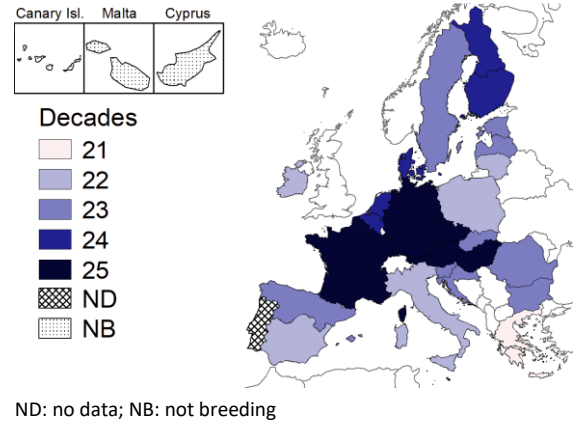 Canary Isl. Malta Cyprus
Decades
21
22
23
24
25
ND
NB
ND: no data; NB: not breeding